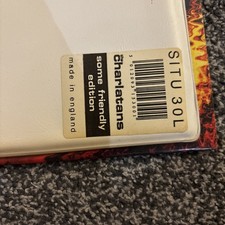 SITU 30L
the
charlatans
some friendly
edition
made in england